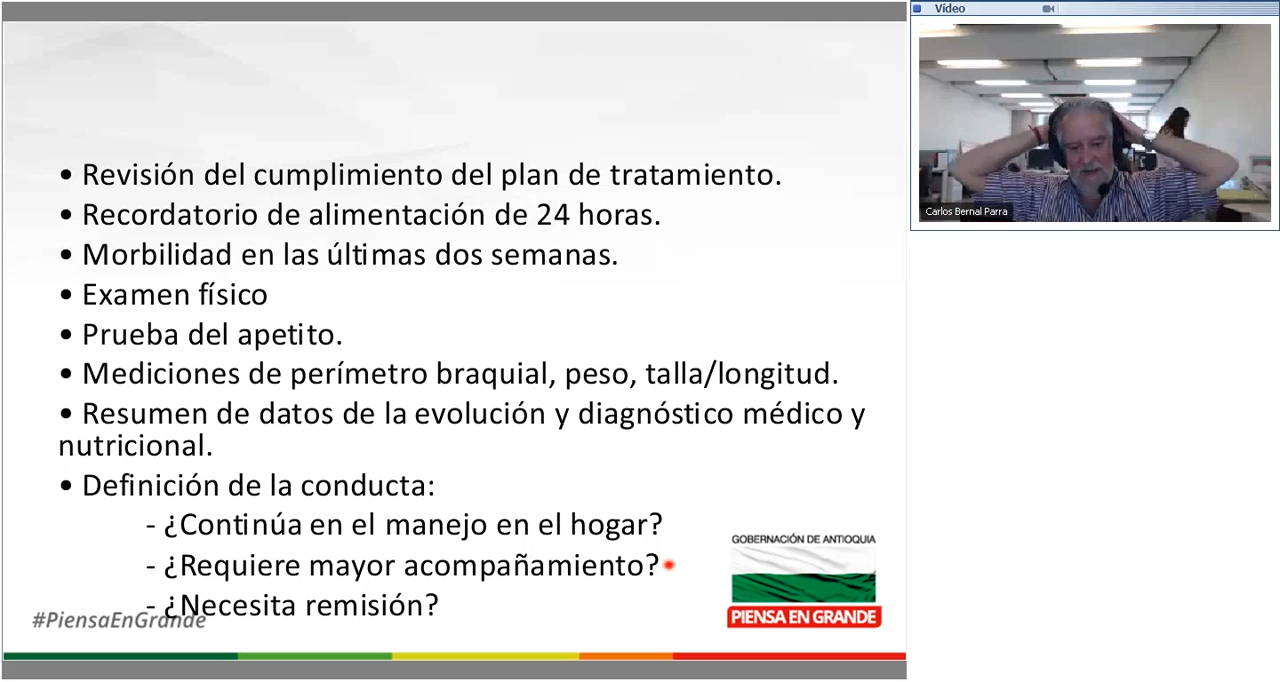 • Revisión del cumplimiento del plan de tratamiento.
• Recordatorio de alimentación de 24 horas.
• Morbilidad en las últimas dos semanas.
• Examen físico
• Prueba del apetito.
• Mediciones de perímetro braquial, peso, talla/longitud.
• Resumen de datos de la evolución y diagnóstico médico y
nutricional.
• Definición de la conducta:
- ¿Continúa en el manejo en el hogar?
- ¿Requiere mayor acompañamiento?
- ¿Necesita remisión?
#PiensaEnGrande
GOBERNACIÓN DE ANTIOQUIA
PIENSA EN GRANDE
Vídeo
Carlos Bernal Parra